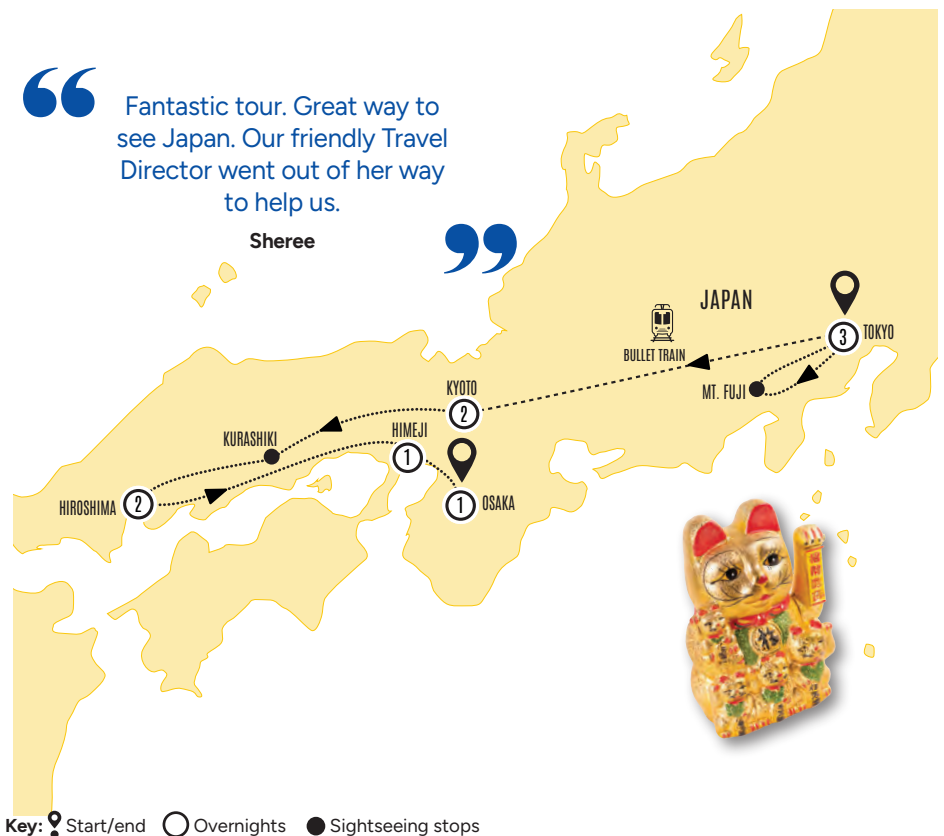 “
Fantastic tour. Great way to
see Japan. Our friendly Travel
Director went out of her way
to help us.
Sheree
”
JAPAN
BULLET TRAIN
3 TOKYO
MT. FUJI
KYOTO
2
HIMEJI
1
KURASHIKI
HIROSHIMA 2
1 OSAKA
Key: Start/end Overnights Sightseeing stops